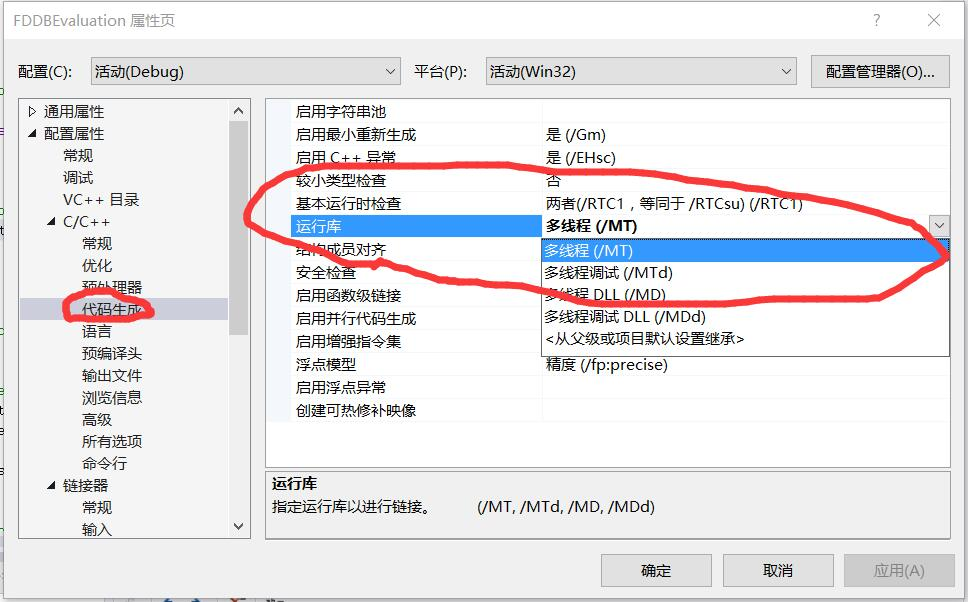 FDDBEvaluation 属性页
配置(C): 活动(Debug) 平台(P): 活动(Win32) 配置管理器(O)...
通用属性
配置属性
常规
调试
VC++ 目录
C/C++
常规
优化
预处理器
代码生成
语言
预编译头
输出文件
浏览信息
高级
所有选项
命令行
链接器
常规
输入
启用字符串池
启用最小重新生成 是 (/Gm)
启用 C++ 异常 是 (/EHsc)
较小类型检查 否
基本运行时检查 两者(/RTC1，等同于 /RTCsu) (/RTC1)
运行库 多线程 (/MT)
结构成员对齐
安全检查
启用函数级链接
启用并行代码生成
启用增强指令集
浮点模型 精度 (/fp:precise)
启用浮点异常
创建可热修补映像
多线程 (/MT)
多线程调试 (/MTd)
多线程 DLL (/MD)
多线程调试 DLL (/MDd)
<从父级或项目默认设置继承>
运行库
指定运行库以进行链接。 (/MT, /MTd, /MD, /MDd)
确定 取消 应用(A)